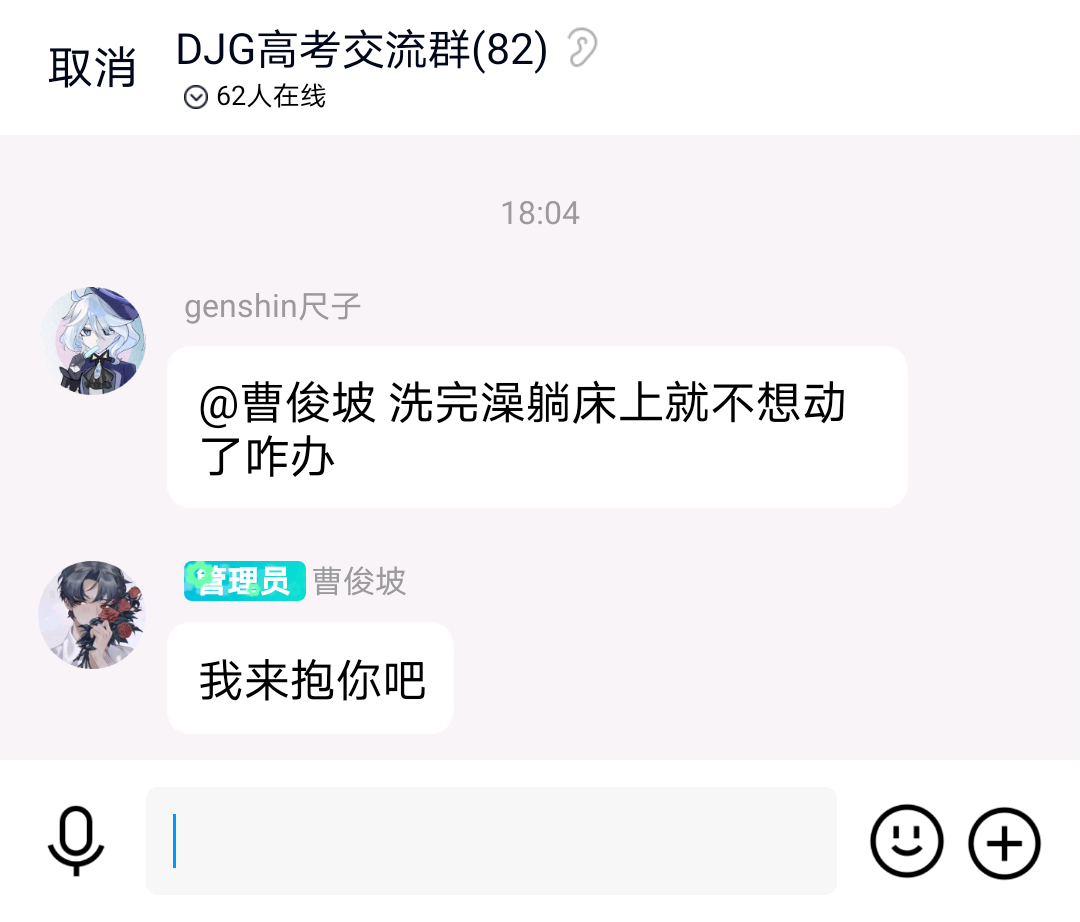 取消
DJG高考交流群(82)
62人在线
18:04
genshin尺子
@曹俊坡 洗完澡躺床上就不想动
了咋办
管理员 曹俊坡
我来抱你吧